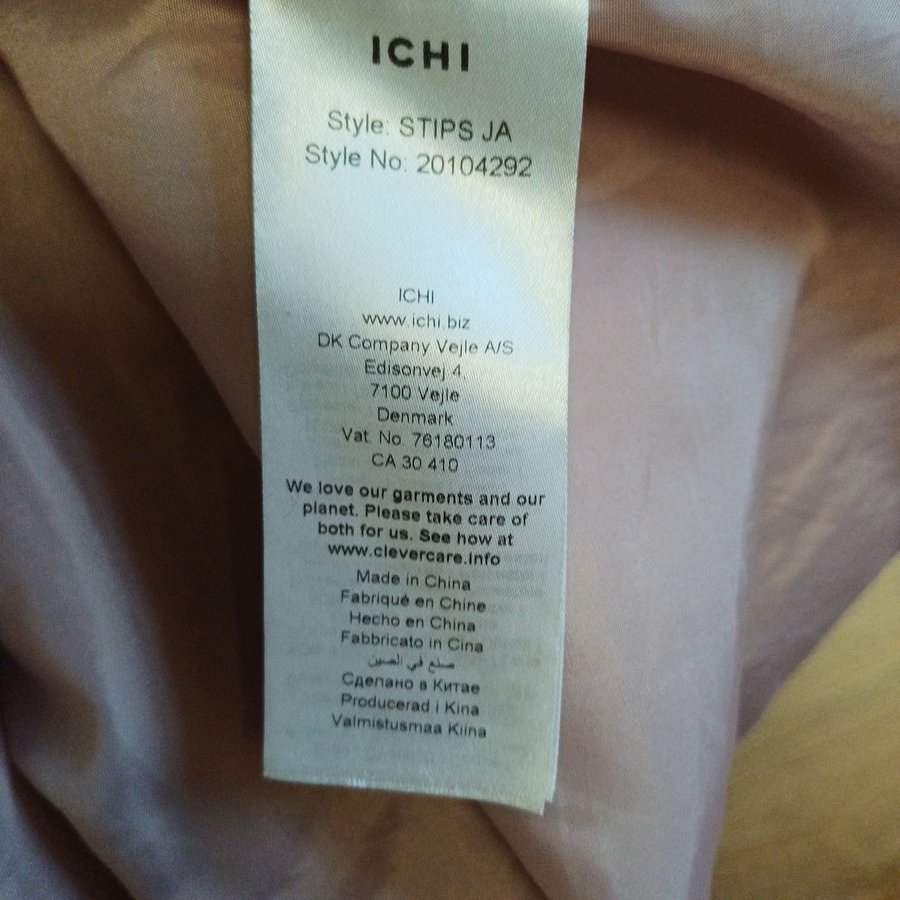 ICHI
Style: STIPS JA
Style No: 20104292
ICHI
www.ichi.biz
DK Company Vejle A/S
Edisonvej 4,
7100 Vejle
Denmark
Vat. No. 76180113
CA 30 410
We love our garments and our
planet. Please take care of
both for us. See how at
www.clevercare.info
Made in China
Fabriqué en Chine
Hecho en China
Fabbricato in Cina
صنع في الصين
Сделано в Китае
Producerad i Kina
Valmistusmaa Kiina